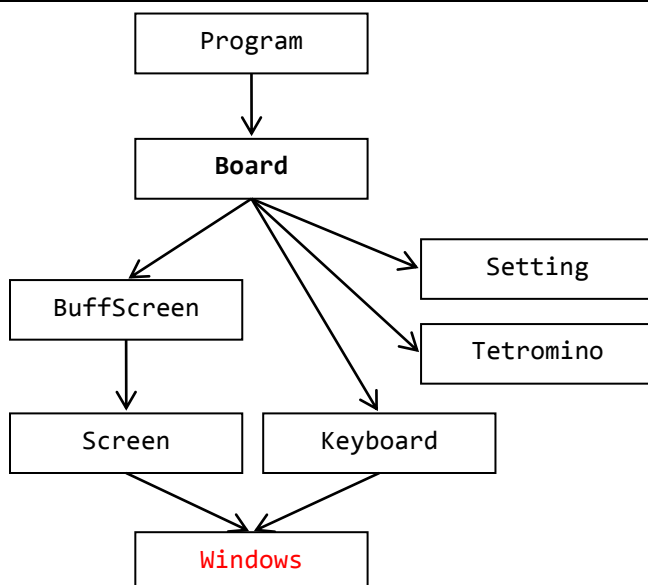 Program
Board
Setting
BuffScreen
Tetromino
Screen
Keyboard
Windows